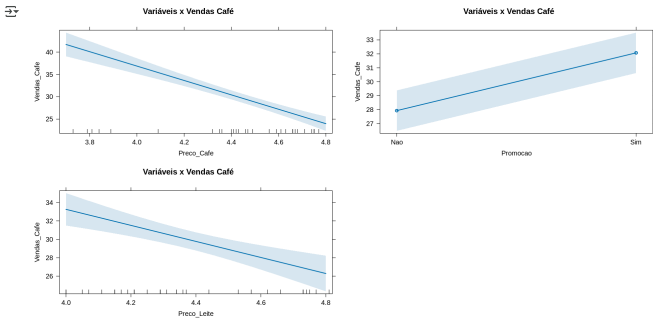 Variáveis x Vendas Café
Vendas_Cafe
40
35
30
25
3.8 4.0 4.2 4.4 4.6 4.8
Preco_Cafe
Variáveis x Vendas Café
Vendas_Cafe
33
32
31
30
29
28
27
Nao Sim
Promocao
Variáveis x Vendas Café
Vendas_Cafe
34
32
30
28
26
4.0 4.2 4.4 4.6 4.8
Preco_Leite